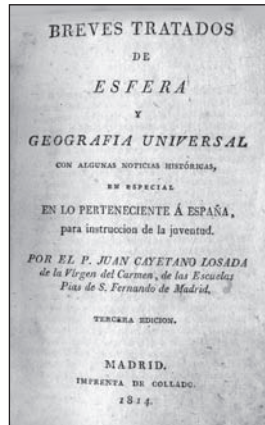 BREVES TRATADOS
DE
ESFERA
Y
GEOGRAFIA UNIVERSAL
CON ALGUNAS NOTICIAS HISTÓRICAS,
EN ESPECIAL
EN LO PERTENECIENTE Á ESPAÑA,
para instruccion de la juventud.
POR EL P. JUAN CAYETANO LOSADA
de la Vírgen del Carmen, de las Escuelas
Pias de S. Fernando de Madrid.
TERCERA EDICION.
MADRID.
IMPRENTA DE COLLADO.
1814.